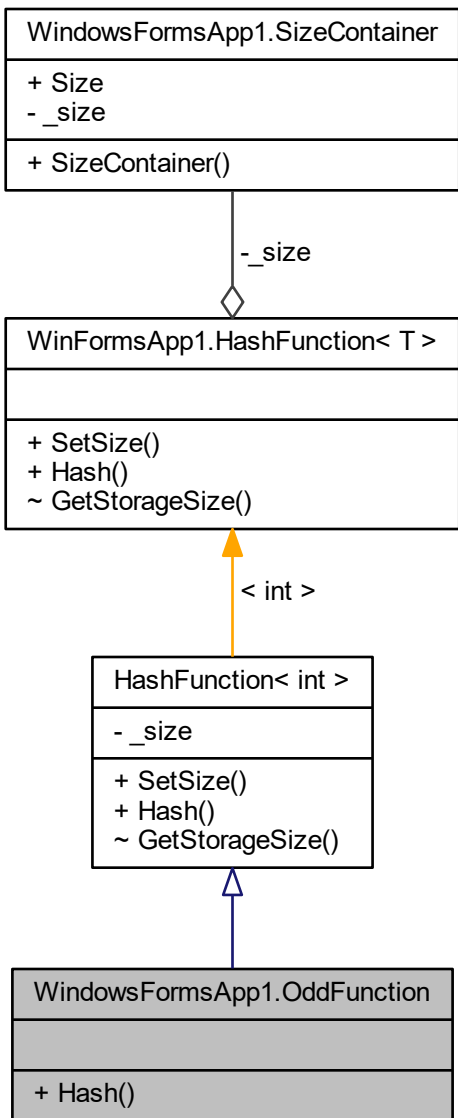 WindowsFormsApp1.SizeContainer
+ Size
- _size
+ SizeContainer()
-_size
WinFormsApp1.HashFunction< T >
+ SetSize()
+ Hash()
~ GetStorageSize()
< int >
HashFunction< int >
- _size
+ SetSize()
+ Hash()
~ GetStorageSize()
WindowsFormsApp1.OddFunction
+ Hash()